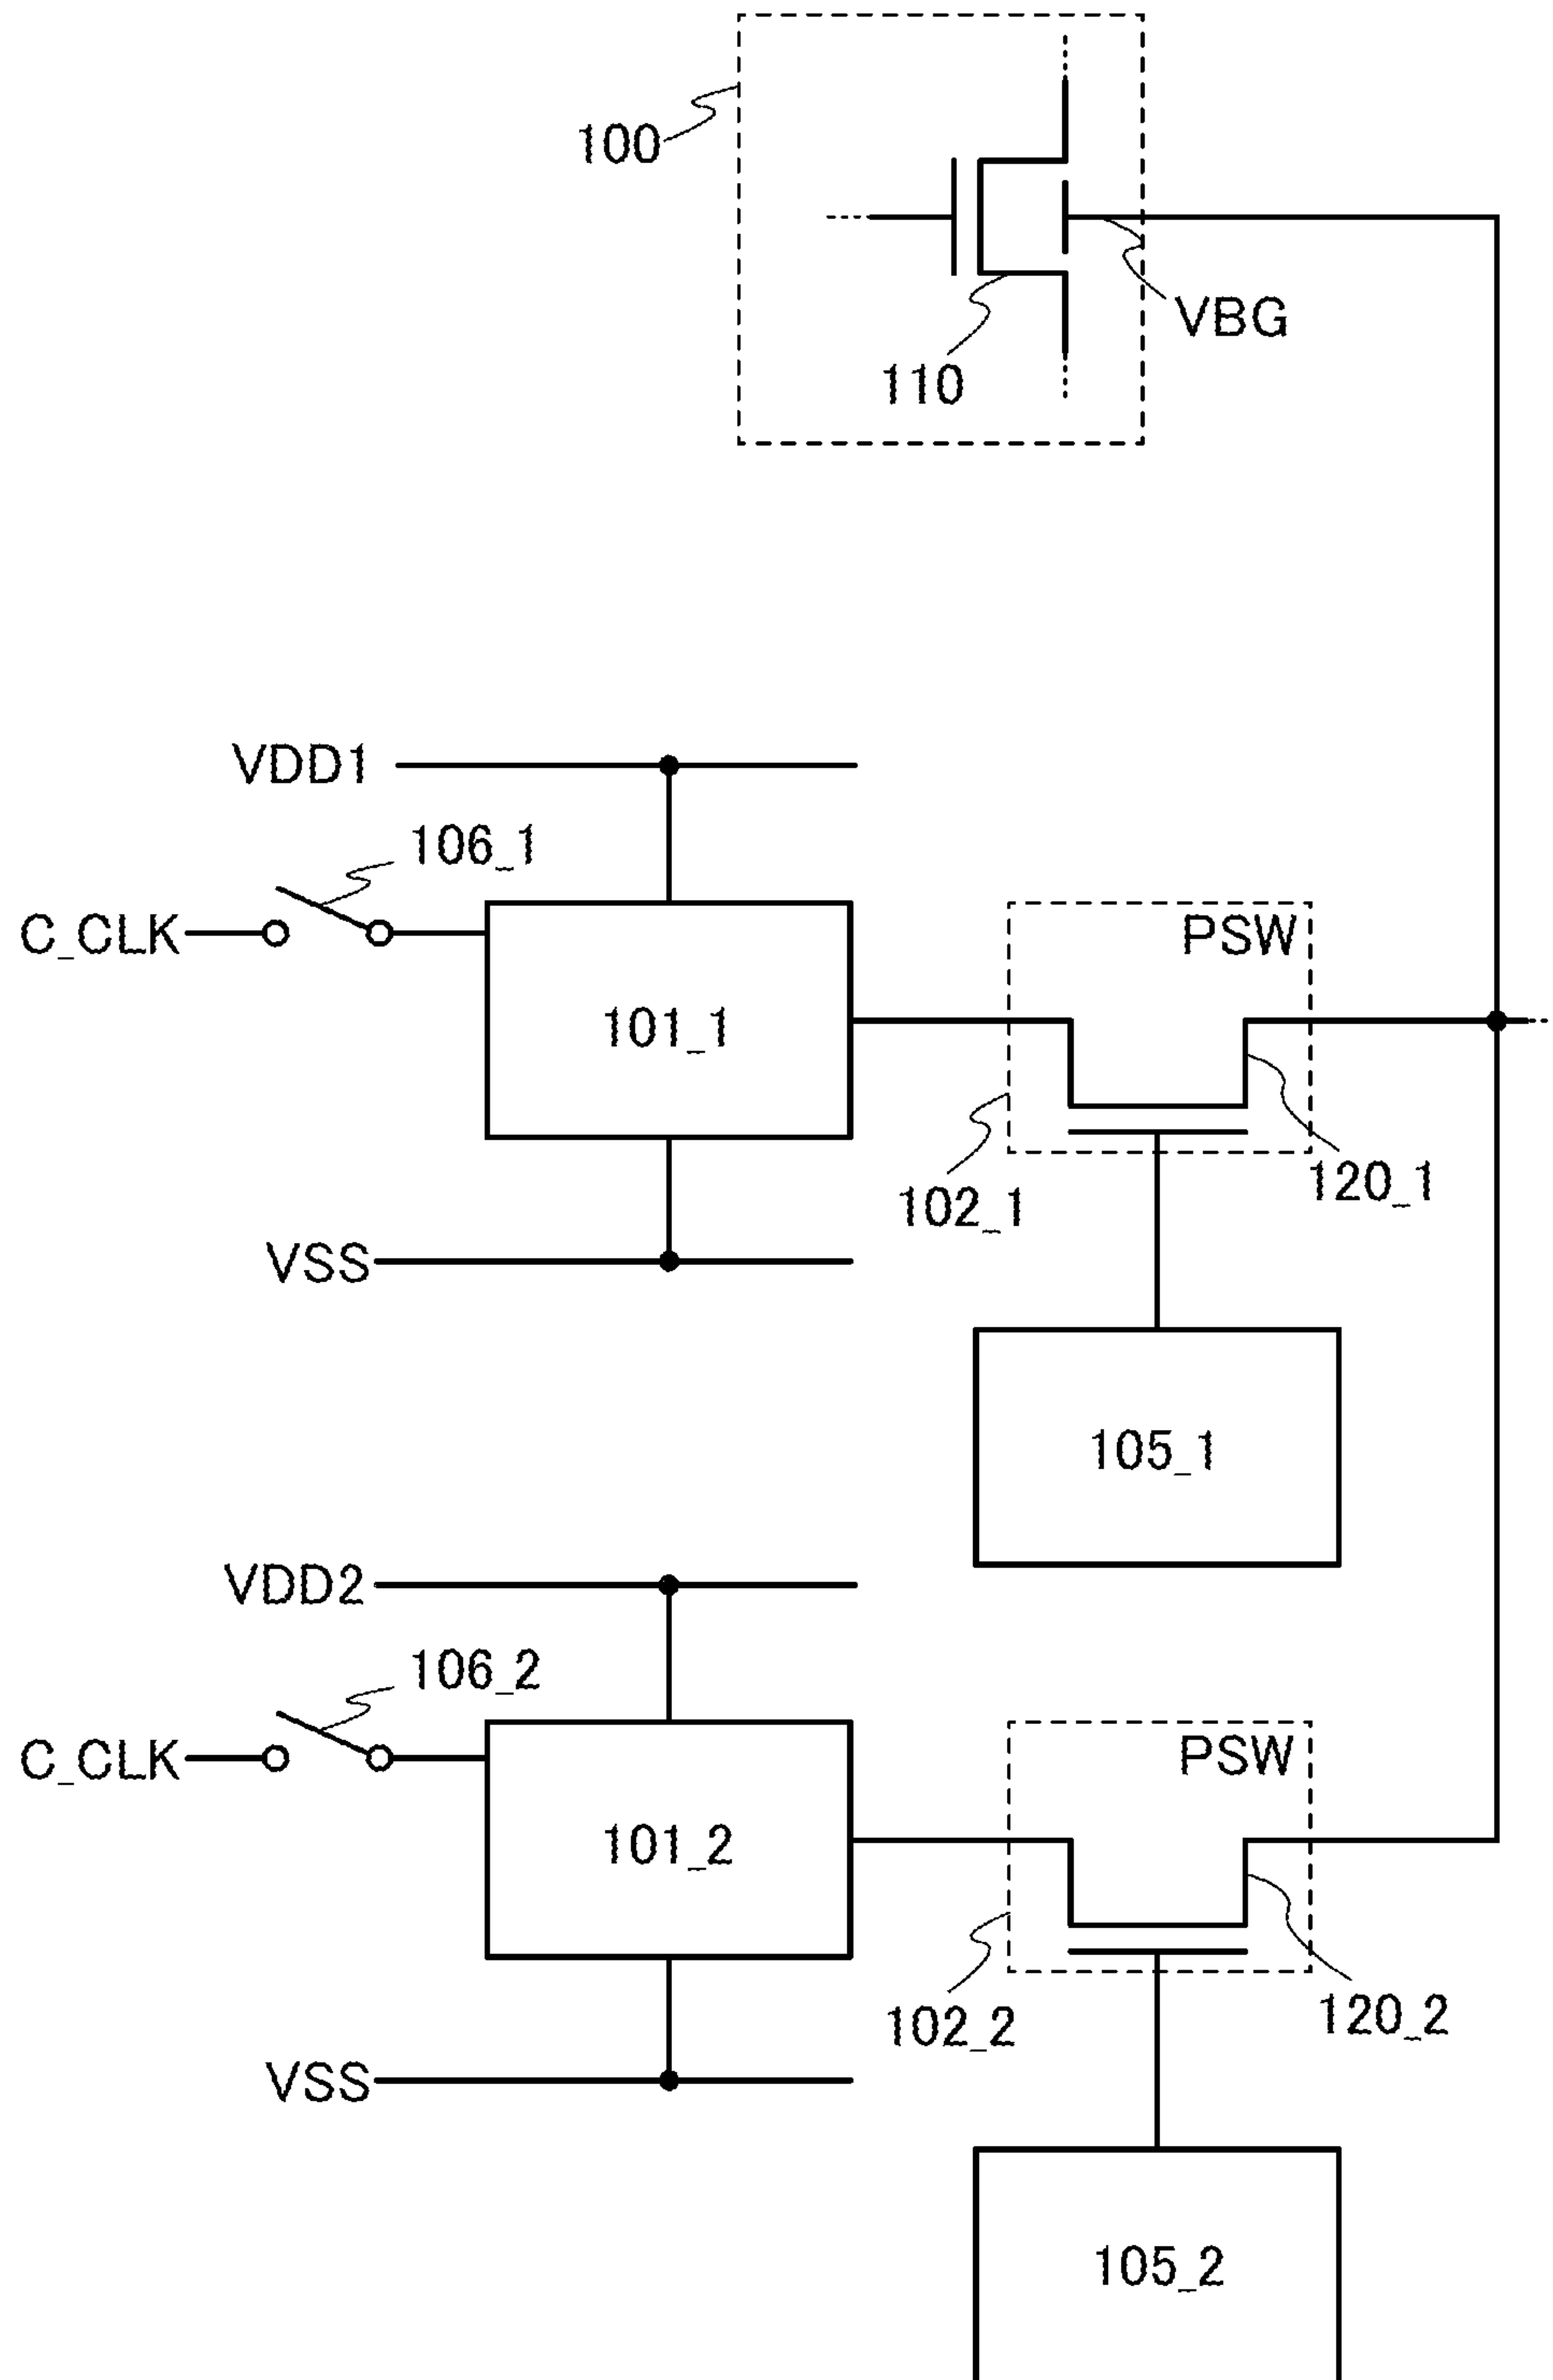 100
VBG
110
VDD1
106_1
C_CLK
PSW
101_1
120_1
102_1
VSS
105_1
VDD2
106_2
C_CLK
PSW
101_2
120_2
102_2
VSS
105_2